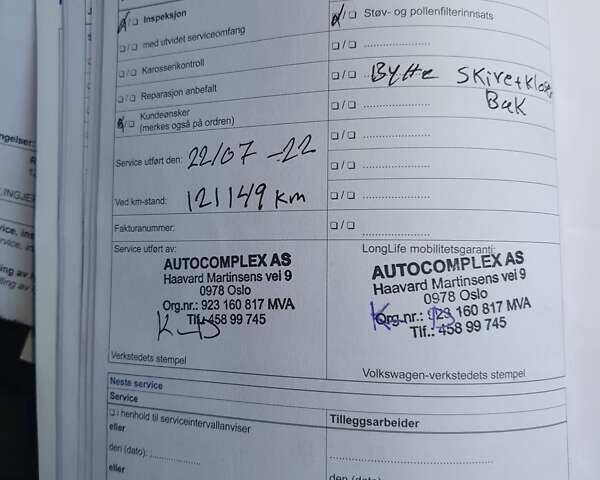 ☑/☐ Inspeksjon
☐/☐ med utvidet serviceomfang
☐/☐ Karosserikontroll
☐/☐ Reparasjon anbefalt
☑/☐ Kundeønsker
(merkes også på ordren)
Service utført den: 22/07 -22
Ved km-stand: 121149 km
Fakturanummer:
Service utført av:
AUTOCOMPLEX AS
Haavard Martinsens vei 9
0978 Oslo
Org.nr.: 923 160 817 MVA
Tlf.: 458 99 745
Verkstedets stempel
☑/☐ Støv- og pollenfilterinnsats
☐/☐ ....................
☐/☐ Bytte skive+klosser
Bak
☐/☐ ....................
☐/☐ ....................
☐/☐ ....................
☐/☐ ....................
LongLife mobilitetsgaranti:
AUTOCOMPLEX AS
Haavard Martinsens vei 9
0978 Oslo
Org.nr.: 923 160 817 MVA
Tlf.: 458 99 745
Volkswagen-verkstedets stempel
Neste service
Service
☐ i henhold til serviceintervallanviser
eller
den (dato): ....................
eller
Tilleggsarbeider
den (dato): ....................